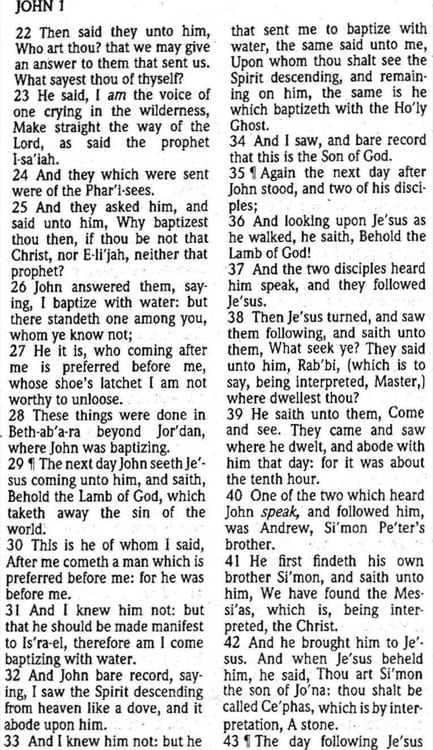 JOHN 1
22 Then said they unto him,
Who art thou? that we may give
an answer to them that sent us.
What sayest thou of thyself?
23 He said, I am the voice of
one crying in the wilderness,
Make straight the way of the
Lord, as said the prophet
I-sa'iah.
24 And they which were sent
were of the Phar'i-sees.
25 And they asked him, and
said unto him, Why baptizest
thou then, if thou be not that
Christ, nor E-li'jah, neither that
prophet?
26 John answered them, say-
ing, I baptize with water: but
there standeth one among you,
whom ye know not;
27 He it is, who coming after
me is preferred before me,
whose shoe's latchet I am not
worthy to unloose.
28 These things were done in
Beth-ab'a-ra beyond Jor'dan,
where John was baptizing.
29 ¶ The next day John seeth Je'-
sus coming unto him, and saith,
Behold the Lamb of God, which
taketh away the sin of the
world.
30 This is he of whom I said,
After me cometh a man which is
preferred before me: for he was
before me.
31 And I knew him not: but
that he should be made manifest
to Is'ra-el, therefore am I come
baptizing with water.
32 And John bare record, say-
ing, I saw the Spirit descending
from heaven like a dove, and it
abode upon him.
33 And I knew him not: but he
that sent me to baptize with
water, the same said unto me,
Upon whom thou shalt see the
Spirit descending, and remain-
ing on him, the same is he
which baptizeth with the Ho'ly
Ghost.
34 And I saw, and bare record
that this is the Son of God.
35 ¶ Again the next day after
John stood, and two of his disci-
ples;
36 And looking upon Je'sus as
he walked, he saith, Behold the
Lamb of God!
37 And the two disciples heard
him speak, and they followed
Je'sus.
38 Then Je'sus turned, and saw
them following, and saith unto
them, What seek ye? They said
unto him, Rab'bi, (which is to
say, being interpreted, Master,)
where dwellest thou?
39 He saith unto them, Come
and see. They came and saw
where he dwelt, and abode with
him that day: for it was about
the tenth hour.
40 One of the two which heard
John speak, and followed him,
was Andrew, Si'mon Pe'ter's
brother.
41 He first findeth his own
brother Si'mon, and saith unto
him, We have found the Mes-
si'as, which is, being inter-
preted, the Christ.
42 And he brought him to Je'-
sus. And when Je'sus beheld
him, he said, Thou art Si'mon
the son of Jo'na: thou shalt be
called Ce'phas, which is by inter-
pretation, A stone.
43 ¶ The day following Je'sus